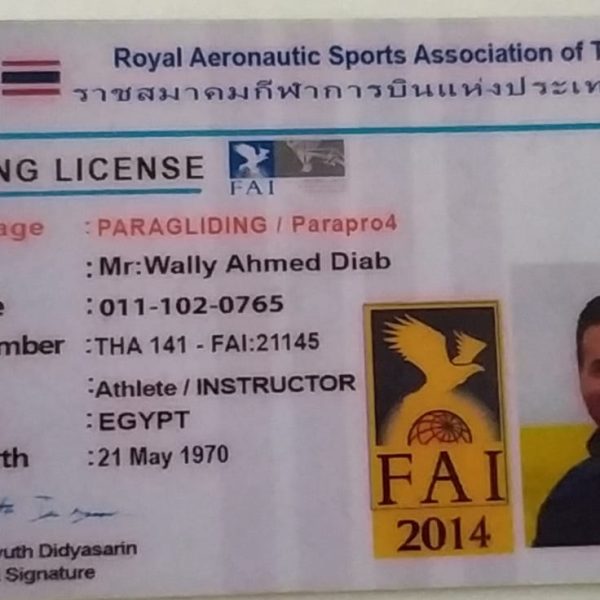 Royal Aeronautic Sports Association of T
ราชสมาคมกีฬาการบินแห่งประเท
NG LICENSE
FAI
age : PARAGLIDING / Parapro4
: Mr:Wally Ahmed Diab
e : 011-102-0765
mber : THA 141 - FAI:21145
:Athlete / INSTRUCTOR
: EGYPT
rth : 21 May 1970
FAI
2014
uth Didyasarin
Signature